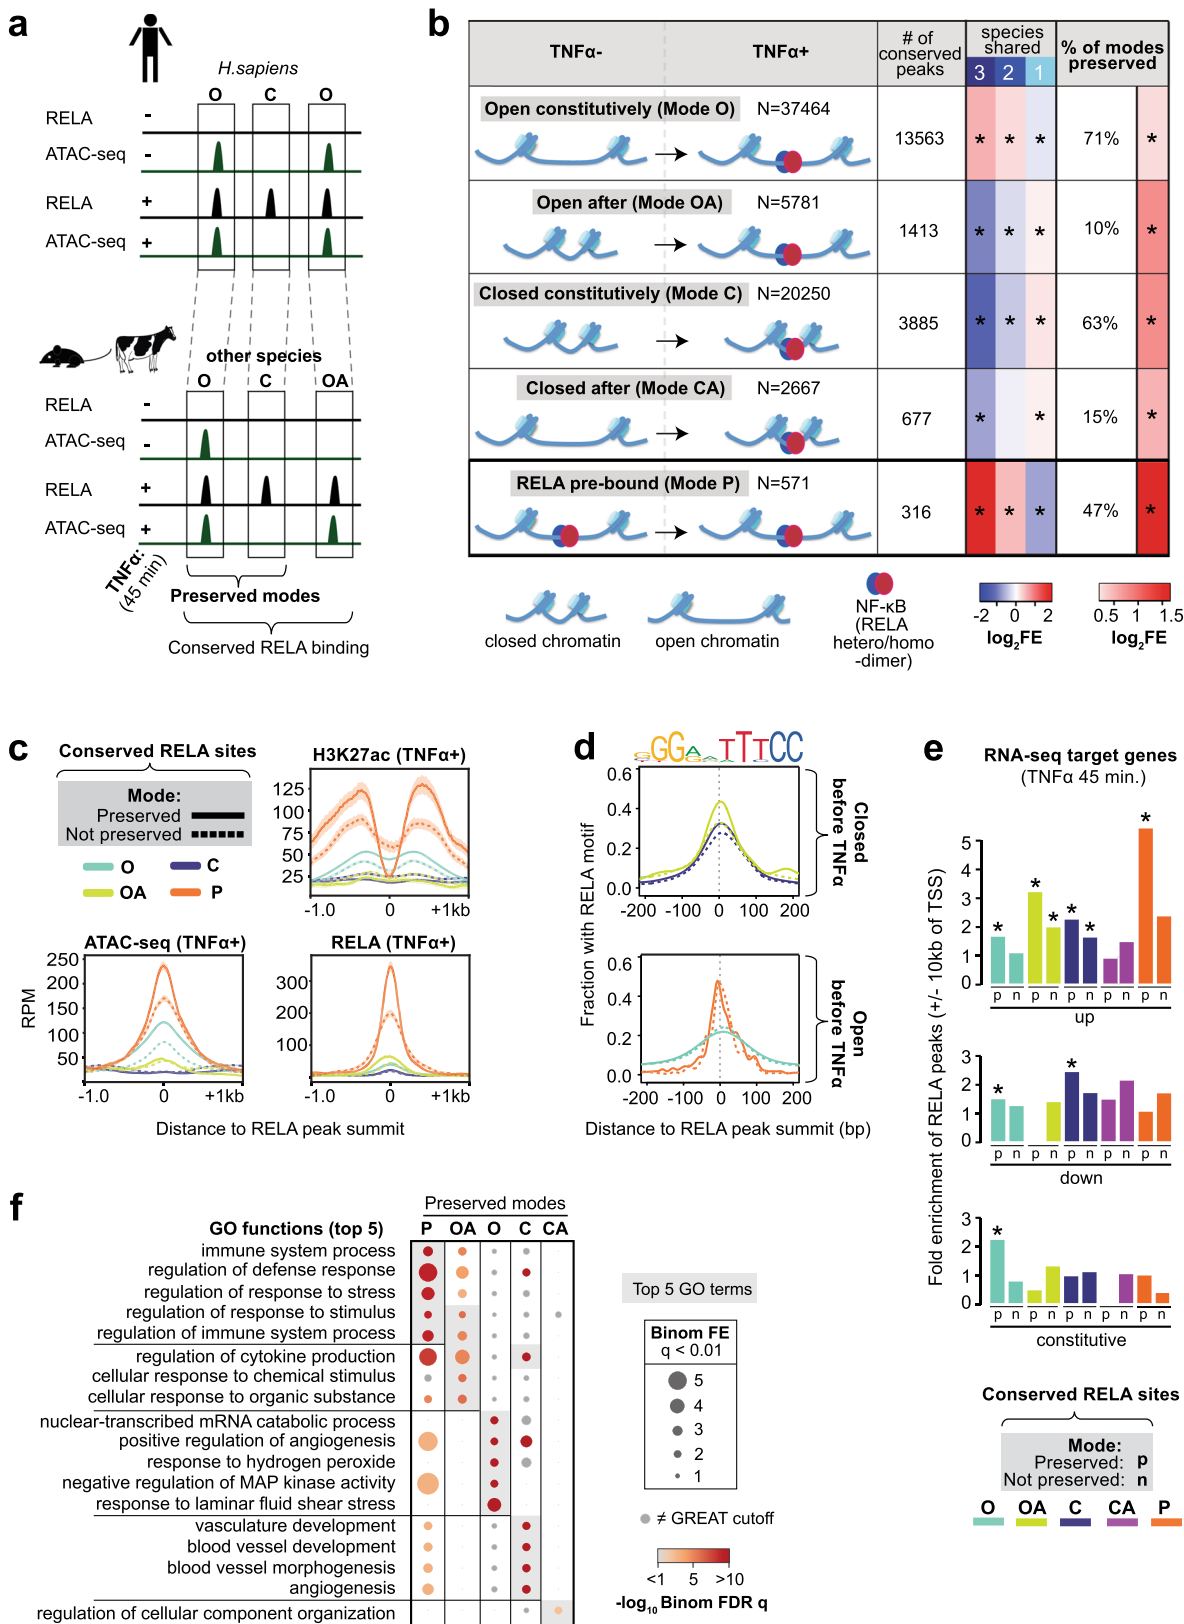 a
H.sapiens
O C O
RELA -
ATAC-seq -
RELA +
ATAC-seq +
other species
O C OA
RELA -
ATAC-seq -
RELA +
ATAC-seq +
TNFα:
(45 min)
Preserved modes
Conserved RELA binding
b
TNFα- TNFα+ # of conserved peaks species shared % of modes preserved
3 2 1
Open constitutively (Mode O) N=37464
13563 * * * 71% *
Open after (Mode OA) N=5781
1413 * * * 10% *
Closed constitutively (Mode C) N=20250
3885 * * * 63% *
Closed after (Mode CA) N=2667
677 * * 15% *
RELA pre-bound (Mode P) N=571
316 * * * 47% *
closed chromatin
open chromatin
NF-κB
(RELA
hetero/homo
-dimer)
-2 0 2
log2FE
0.5 1 1.5
log2FE
c
Conserved RELA sites
Mode:
Preserved
Not preserved
O C
OA P
H3K27ac (TNFα+)
125
100
75
50
25
-1.0 0 +1kb
ATAC-seq (TNFα+)
RPM
250
200
150
100
50
-1.0 0 +1kb
RELA (TNFα+)
300
200
100
-1.0 0 +1kb
Distance to RELA peak summit
d
GGAATTTCC
Fraction with RELA motif
0.6
0.4
0.2
0.0
-200 -100 0 100 200
Closed
before TNFα
0.6
0.4
0.2
0.0
-200 -100 0 100 200
Open
before TNFα
Distance to RELA peak summit (bp)
e
RNA-seq target genes
(TNFα 45 min.)
Fold enrichment of RELA peaks (+/- 10kb of TSS)
5
4
3
2
1
0
* * * * * *
p n p n p n p n p n
up
3
2
1
0
* *
p n p n p n p n p n
down
3
2
1
0
*
p n p n p n p n p n
constitutive
Conserved RELA sites
Mode:
Preserved: p
Not preserved: n
O OA C CA P
f
Preserved modes
GO functions (top 5) P OA O C CA
immune system process
regulation of defense response
regulation of response to stress
regulation of response to stimulus
regulation of immune system process
regulation of cytokine production
cellular response to chemical stimulus
cellular response to organic substance
nuclear-transcribed mRNA catabolic process
positive regulation of angiogenesis
response to hydrogen peroxide
negative regulation of MAP kinase activity
response to laminar fluid shear stress
vasculature development
blood vessel development
blood vessel morphogenesis
angiogenesis
regulation of cellular component organization
Top 5 GO terms
Binom FE
q < 0.01
5
4
3
2
1
≠ GREAT cutoff
<1 5 >10
-log10 Binom FDR q